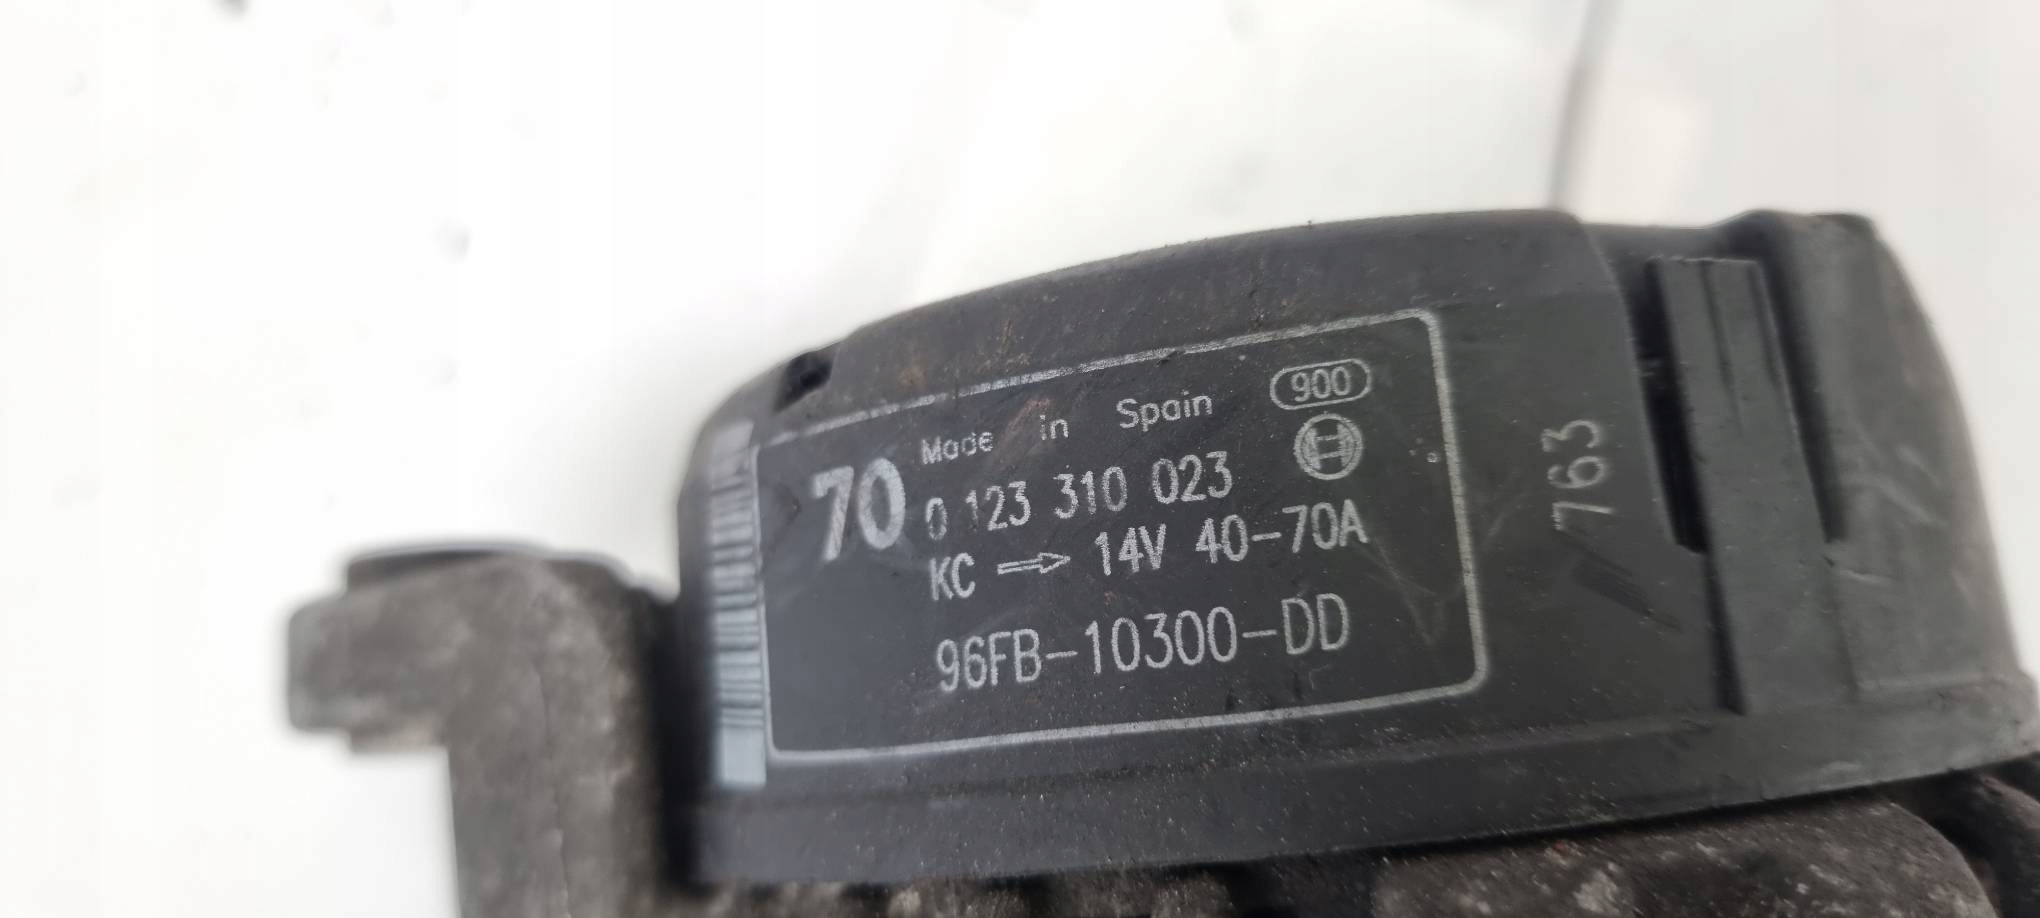 Made in Spain 900
70 0 123 310 023
KC ⇒ 14V 40-70A
96FB-10300-DD
763